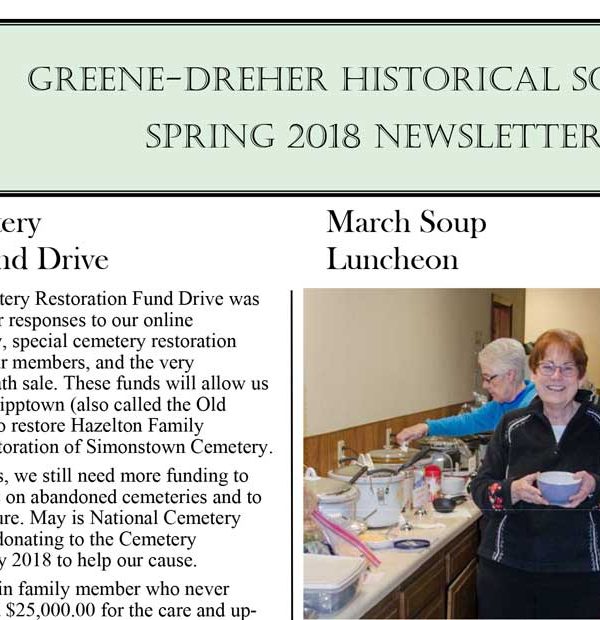 GREENE-DREHER HISTORICAL SO
SPRING 2018 NEWSLETTER
tery
nd Drive
tery Restoration Fund Drive was
r responses to our online
y, special cemetery restoration
ur members, and the very
ath sale. These funds will allow us
ipptown (also called the Old
o restore Hazelton Family
toration of Simonstown Cemetery.
s, we still need more funding to
on abandoned cemeteries and to
ure. May is National Cemetery
donating to the Cemetery
y 2018 to help our cause.
in family member who never
$25,000.00 for the care and up-
March Soup
Luncheon